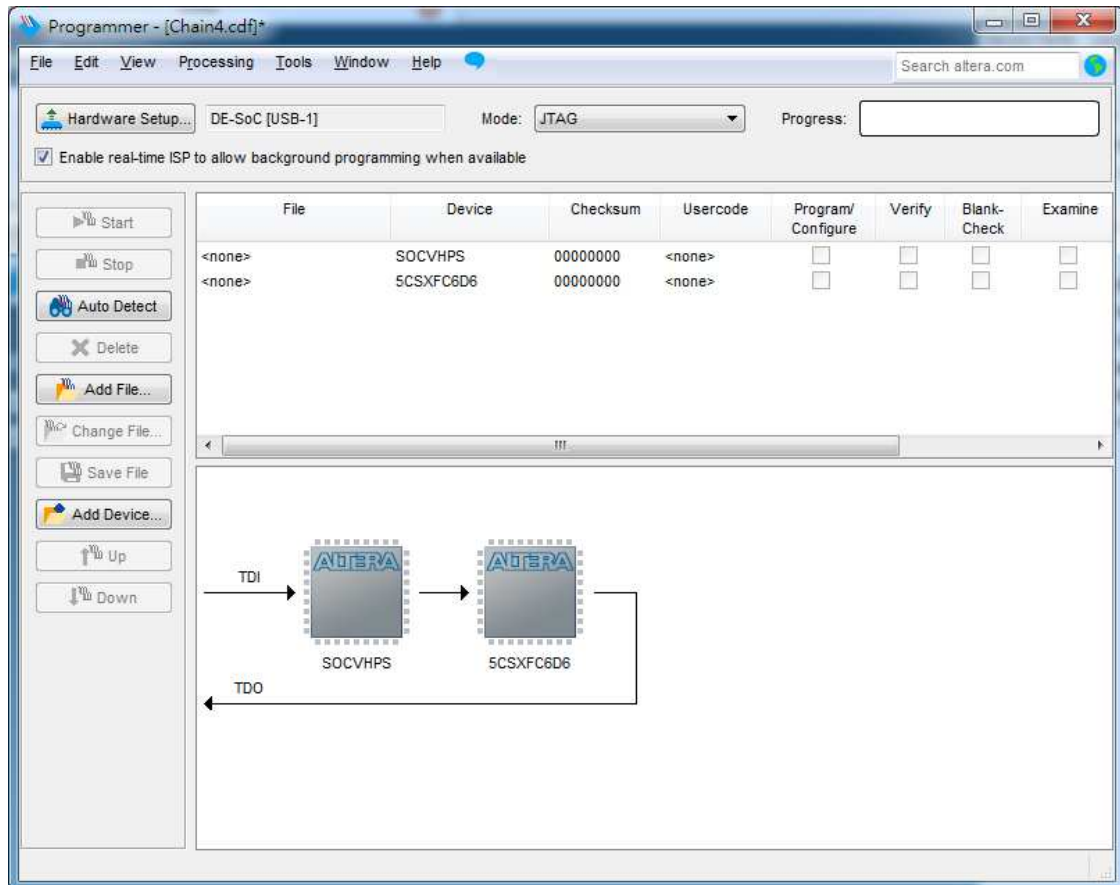 Programmer - [Chain4.cdf]*
File Edit View Processing Tools Window Help
Search altera.com
Hardware Setup... DE-SoC [USB-1] Mode: JTAG Progress:
Enable real-time ISP to allow background programming when available
File Device Checksum Usercode Program/ Configure Verify Blank- Check Examine
<none> SOCVHPS 00000000 <none>
<none> 5CSXFC6D6 00000000 <none>
Start
Stop
Auto Detect
Delete
Add File...
Change File...
Save File
Add Device...
Up
Down
ALTERA ALTERA
TDI
SOCVHPS 5CSXFC6D6
TDO